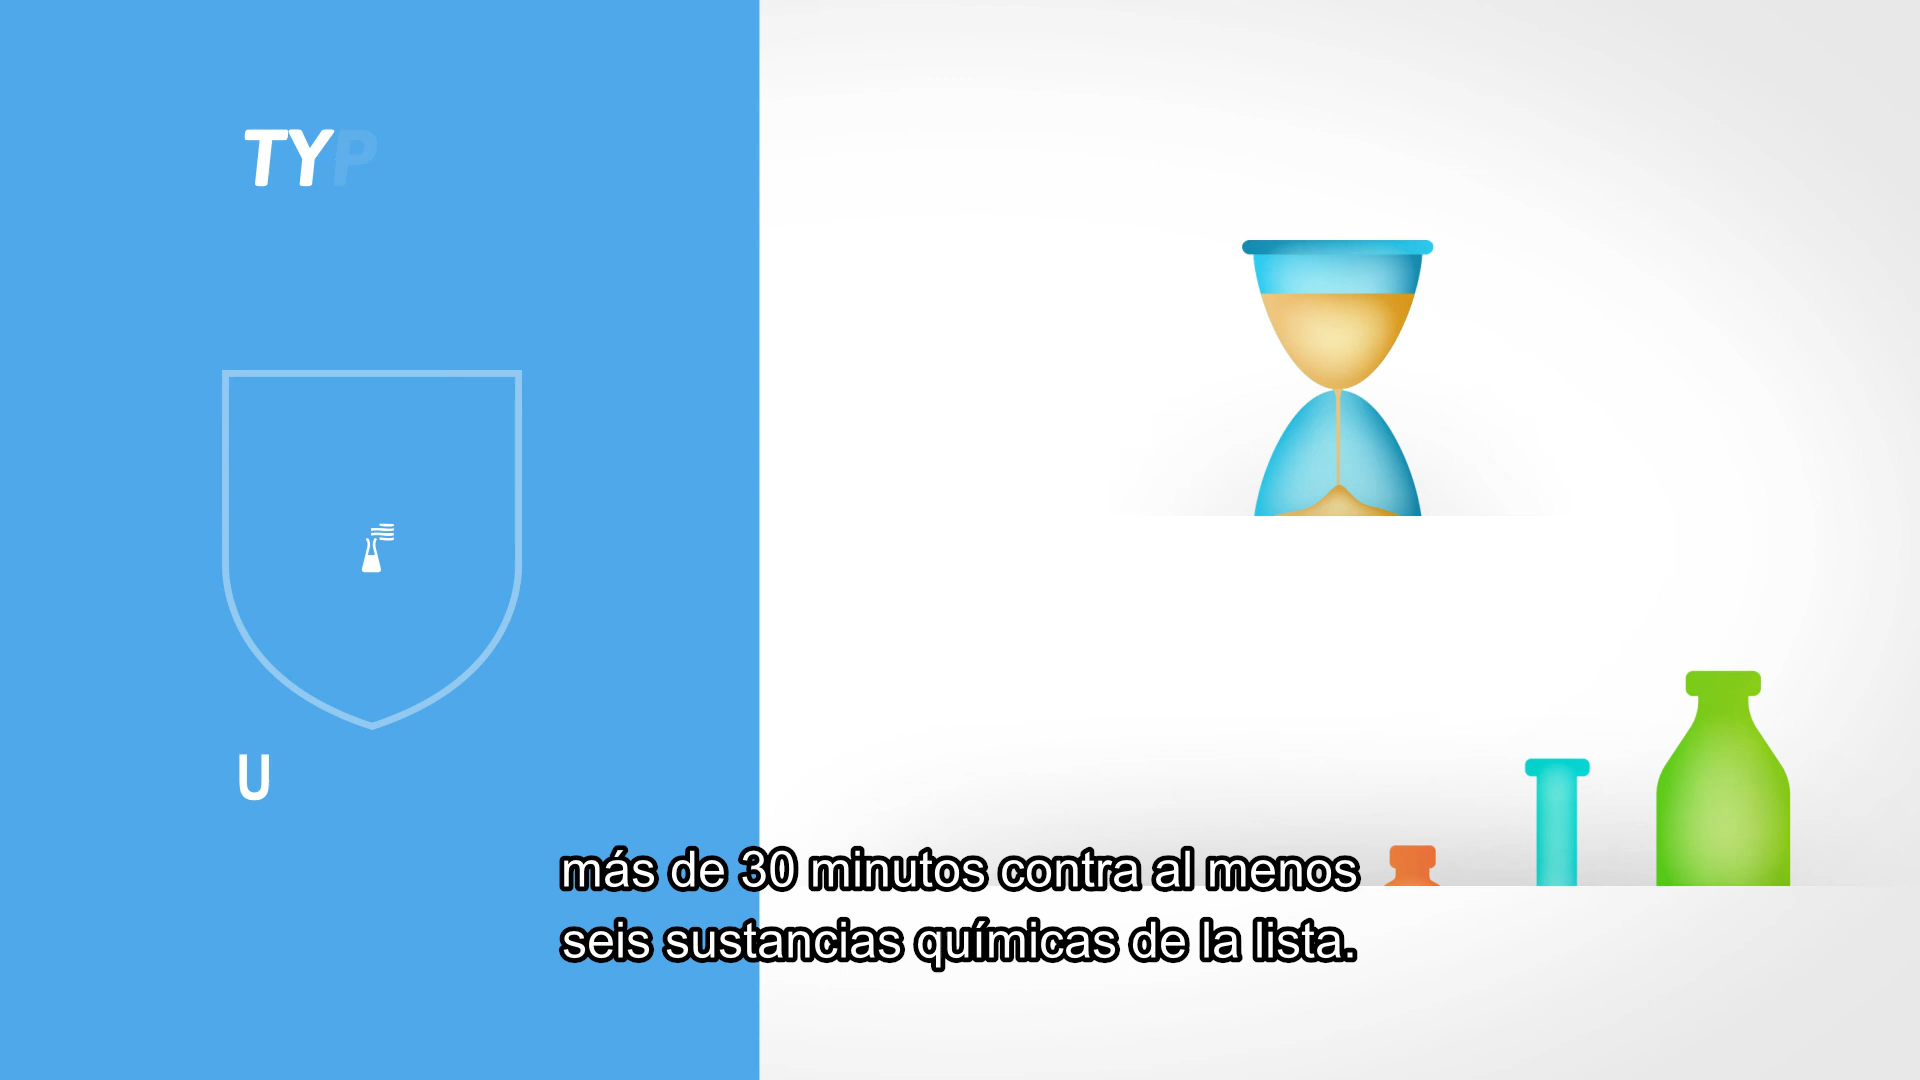 TYP
U
más de 30 minutos contra al menos
seis sustancias químicas de la lista.